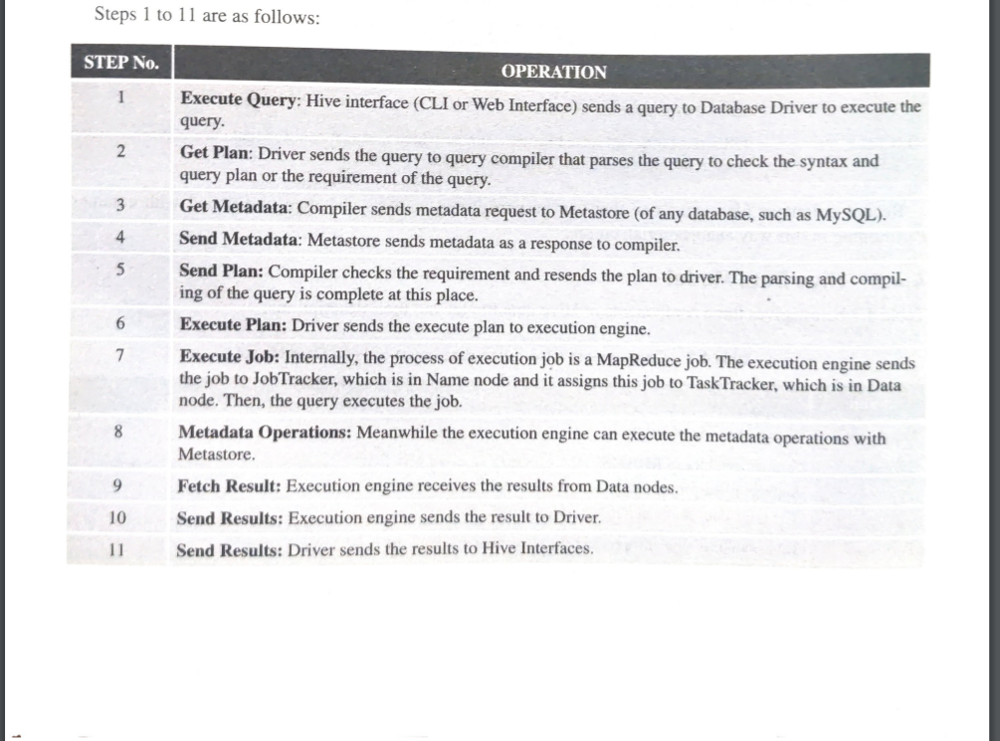 Steps 1 to 11 are as follows:
STEP No. OPERATION
1 Execute Query: Hive interface (CLI or Web Interface) sends a query to Database Driver to execute the
query.
2 Get Plan: Driver sends the query to query compiler that parses the query to check the syntax and
query plan or the requirement of the query.
3 Get Metadata: Compiler sends metadata request to Metastore (of any database, such as MySQL).
4 Send Metadata: Metastore sends metadata as a response to compiler.
5 Send Plan: Compiler checks the requirement and resends the plan to driver. The parsing and compil-
ing of the query is complete at this place.
6 Execute Plan: Driver sends the execute plan to execution engine.
7 Execute Job: Internally, the process of execution job is a MapReduce job. The execution engine sends
the job to JobTracker, which is in Name node and it assigns this job to TaskTracker, which is in Data
node. Then, the query executes the job.
8 Metadata Operations: Meanwhile the execution engine can execute the metadata operations with
Metastore.
9 Fetch Result: Execution engine receives the results from Data nodes.
10 Send Results: Execution engine sends the result to Driver.
11 Send Results: Driver sends the results to Hive Interfaces.